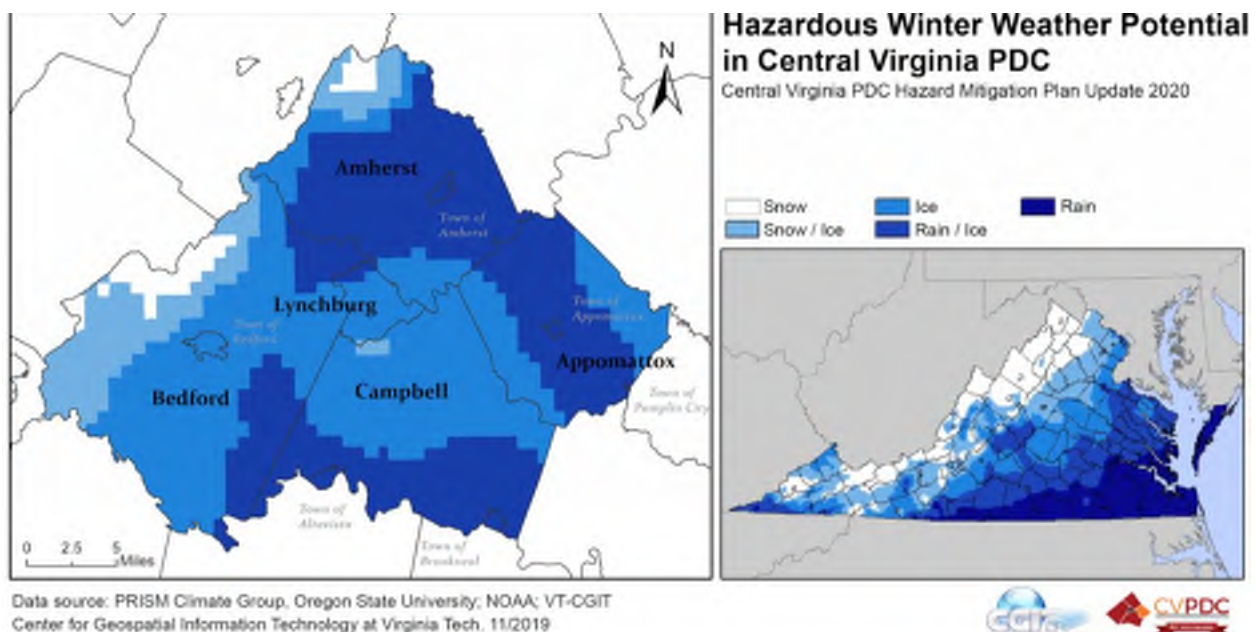 Hazardous Winter Weather Potential
in Central Virginia PDC
Central Virginia PDC Hazard Mitigation Plan Update 2020
N
Snow
Ice
Rain
Snow / Ice
Rain / Ice
Amherst
Town of
Amherst
Lynchburg
Town of
Bedford
Town of
Appomattox
Appomattox
Bedford
Campbell
Town of
Pamplin City
Town of
Altavista
Town of
Brookneal
0 2.5 5
Miles
Data source: PRISM Climate Group, Oregon State University; NOAA; VT-CGIT
Center for Geospatial Information Technology at Virginia Tech. 11/2019
CVPDC